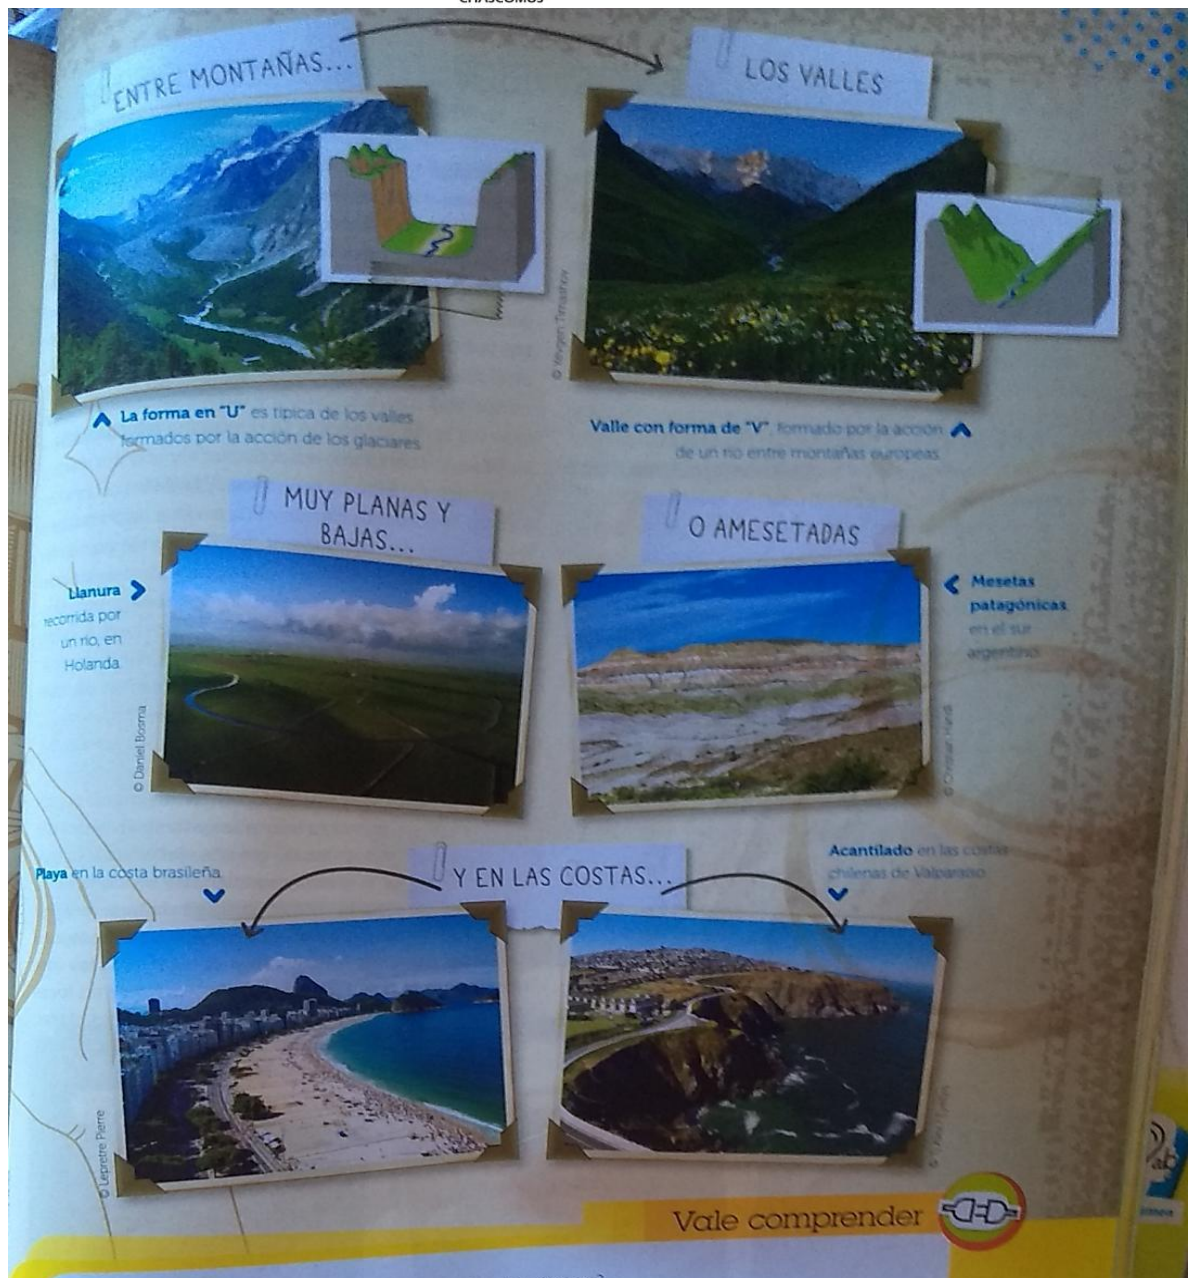 CHASCOMÚS
ENTRE MONTAÑAS...
LOS VALLES
© Evgen Timashov
La forma en "U" es típica de los valles
formados por la acción de los glaciares.
Valle con forma de "V", formado por la acción
de un río entre montañas europeas.
MUY PLANAS Y
BAJAS...
O AMESETADAS
Llanura
recorrida por
un río, en
Holanda.
© Daniel Bosma
Mesetas
patagónicas
en el sur
argentino.
Playa en la costa brasileña.
Y EN LAS COSTAS...
Acantilado en las costas
chilenas de Valparaíso.
© Lepretre Pierre
Vale comprender